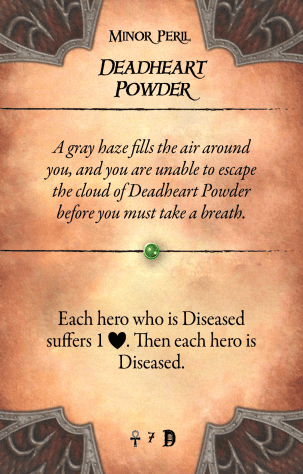 Minor Peril
Deadheart
Powder
A gray haze fills the air around
you, and you are unable to escape
the cloud of Deadheart Powder
before you must take a breath.
Each hero who is Diseased
suffers 1 ♥. Then each hero is
Diseased.
☥ 7 D